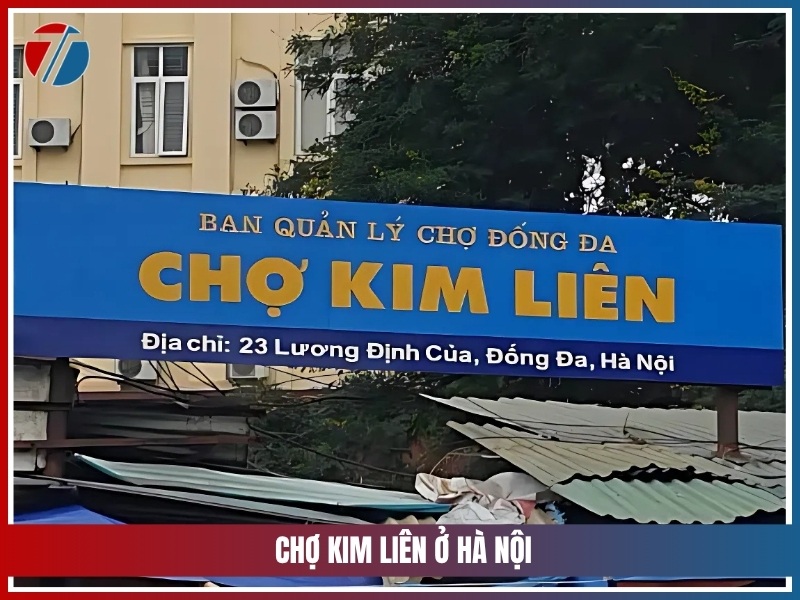 BAN QUẢN LÝ CHỢ ĐỐNG ĐA
CHỢ KIM LIÊN
Địa chỉ: 23 Lương Định Của, Đống Đa, Hà Nội
CHỢ KIM LIÊN Ở HÀ NỘI